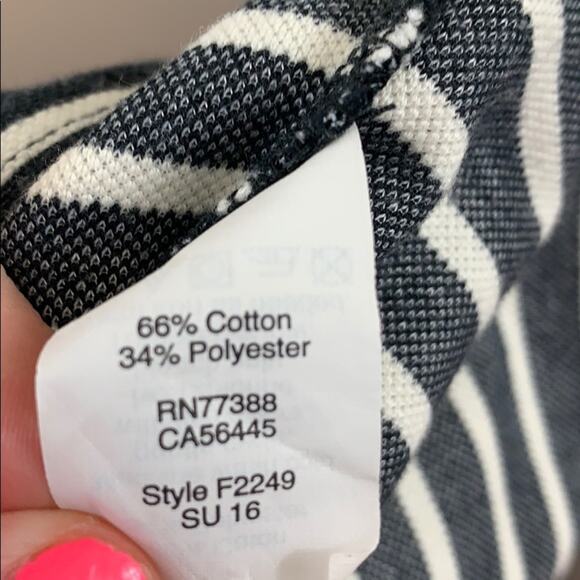 66% Cotton
34% Polyester
RN77388
CA56445
Style F2249
SU 16